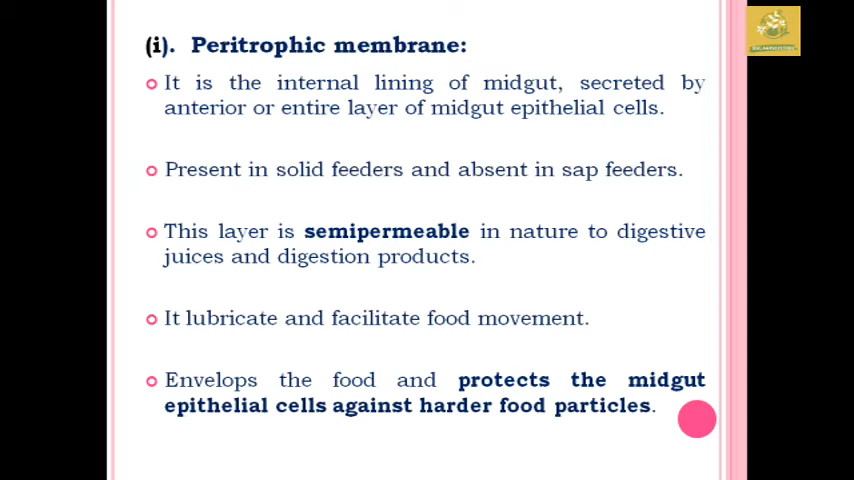 (i). Peritrophic membrane:
It is the internal lining of midgut, secreted by
anterior or entire layer of midgut epithelial cells.
Present in solid feeders and absent in sap feeders.
This layer is semipermeable in nature to digestive
juices and digestion products.
It lubricate and facilitate food movement.
Envelops the food and protects the midgut
epithelial cells against harder food particles.